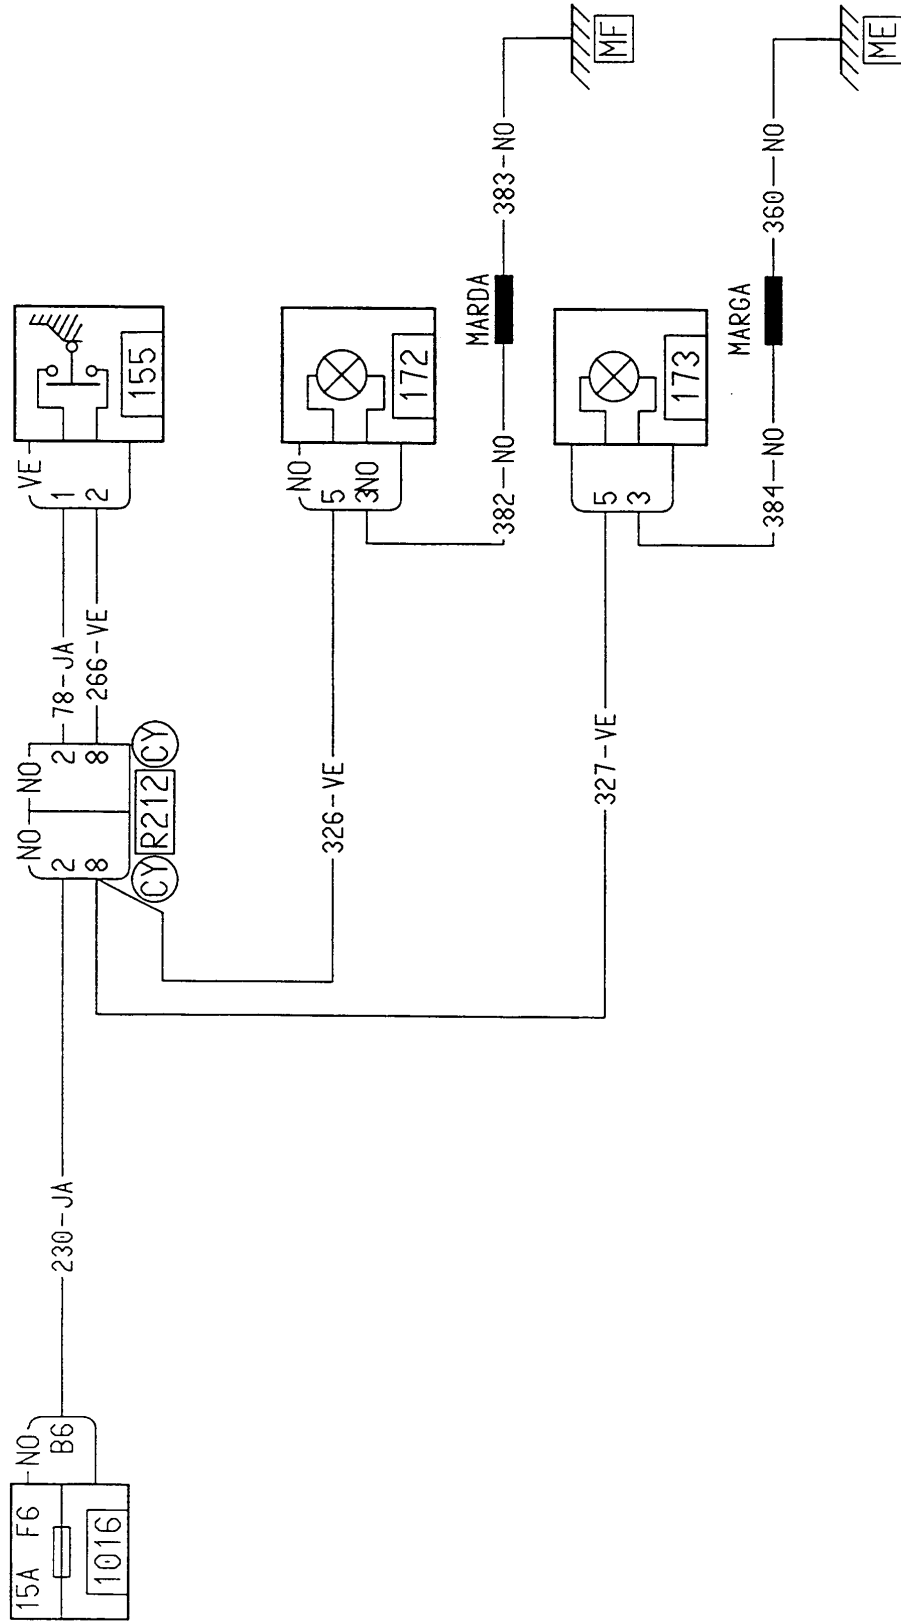 15A F6
1016
NO
B6
230-JA
NO
NO
2
2
8
8
CY
R212
CY
78-JA
266-VE
VE
1
2
155
326-VE
NO
5
3NO
172
382-NO
MARDA
383-NO
MF
327-VE
5
3
173
384-NO
MARGA
360-NO
ME